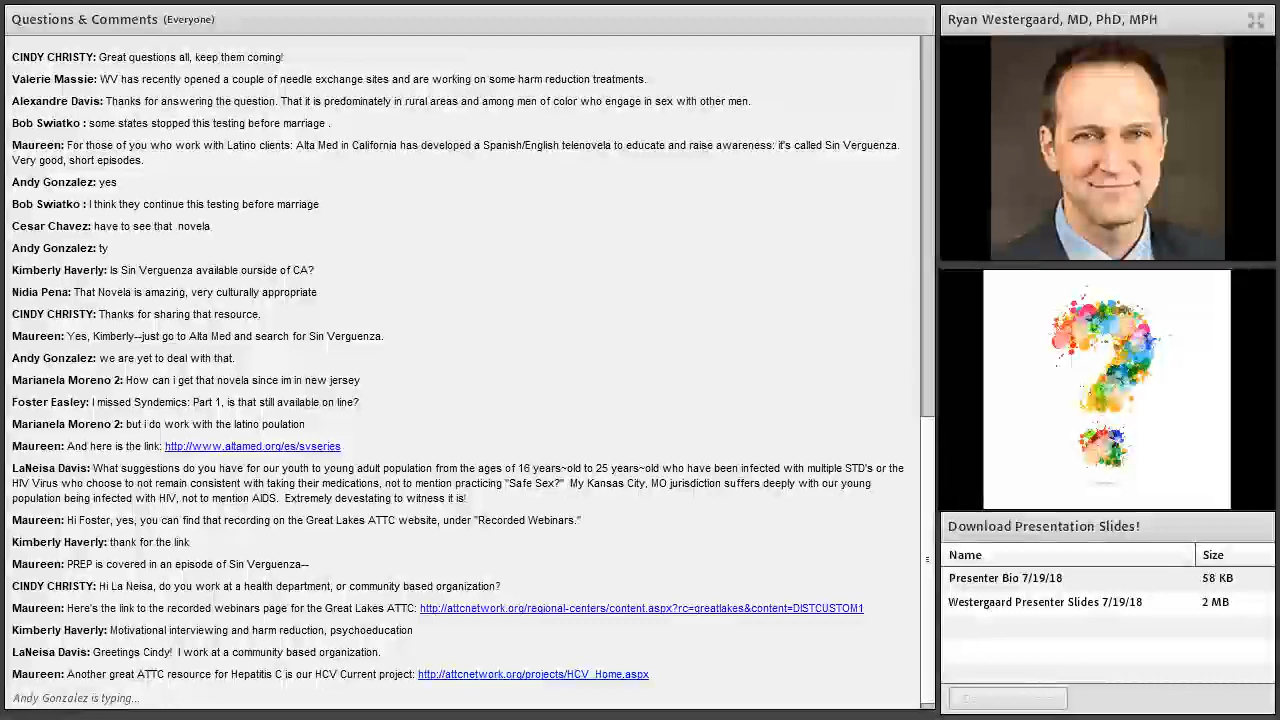 Questions & Comments (Everyone)
CINDY CHRISTY: Great questions all, keep them coming!
Valerie Massie: WV has recently opened a couple of needle exchange sites and are working on some harm reduction treatments.
Alexandre Davis: Thanks for answering the question. That it is predominately in rural areas and among men of color who engage in sex with other men.
Bob Swiatko : some states stopped this testing before marriage .
Maureen: For those of you who work with Latino clients: Alta Med in California has developed a Spanish/English telenovela to educate and raise awareness: it's called Sin Verguenza.
Very good, short episodes.
Andy Gonzalez: yes
Bob Swiatko : I think they continue this testing before marriage
Cesar Chavez: have to see that novela
Andy Gonzalez: ty
Kimberly Haverly: Is Sin Verguenza available ourside of CA?
Nidia Pena: That Novela is amazing, very culturally appropriate
CINDY CHRISTY: Thanks for sharing that resource.
Maureen: Yes, Kimberly--just go to Alta Med and search for Sin Verguenza.
Andy Gonzalez: we are yet to deal with that.
Marianela Moreno 2: How can i get that novela since im in new jersey
Foster Easley: I missed Syndemics: Part 1, is that still available on line?
Marianela Moreno 2: but i do work with the latino poulation
Maureen: And here is the link: http://www.altamed.org/es/svseries
LaNeisa Davis: What suggestions do you have for our youth to young adult population from the ages of 16 years~old to 25 years~old who have been infected with multiple STD's or the
HIV Virus who choose to not remain consistent with taking their medications, not to mention practicing "Safe Sex?" My Kansas City, MO jurisdiction suffers deeply with our young
population being infected with HIV, not to mention AIDS. Extremely devestating to witness it is!
Maureen: Hi Foster, yes, you can find that recording on the Great Lakes ATTC website, under "Recorded Webinars."
Kimberly Haverly: thank for the link
Maureen: PREP is covered in an episode of Sin Verguenza--
CINDY CHRISTY: Hi La Neisa, do you work at a health department, or community based organization?
Maureen: Here's the link to the recorded webinars page for the Great Lakes ATTC: http://attcnetwork.org/regional-centers/content.aspx?rc=greatlakes&content=DISTCUSTOM1
Kimberly Haverly: Motivational interviewing and harm reduction, psychoeducation
LaNeisa Davis: Greetings Cindy! I work at a community based organization.
Maureen: Another great ATTC resource for Hepatitis C is our HCV Current project: http://attcnetwork.org/projects/HCV_Home.aspx
Andy Gonzalez is typing...
Ryan Westergaard, MD, PhD, MPH
?
Download Presentation Slides!
Name Size
Presenter Bio 7/19/18 58 KB
Westergaard Presenter Slides 7/19/18 2 MB